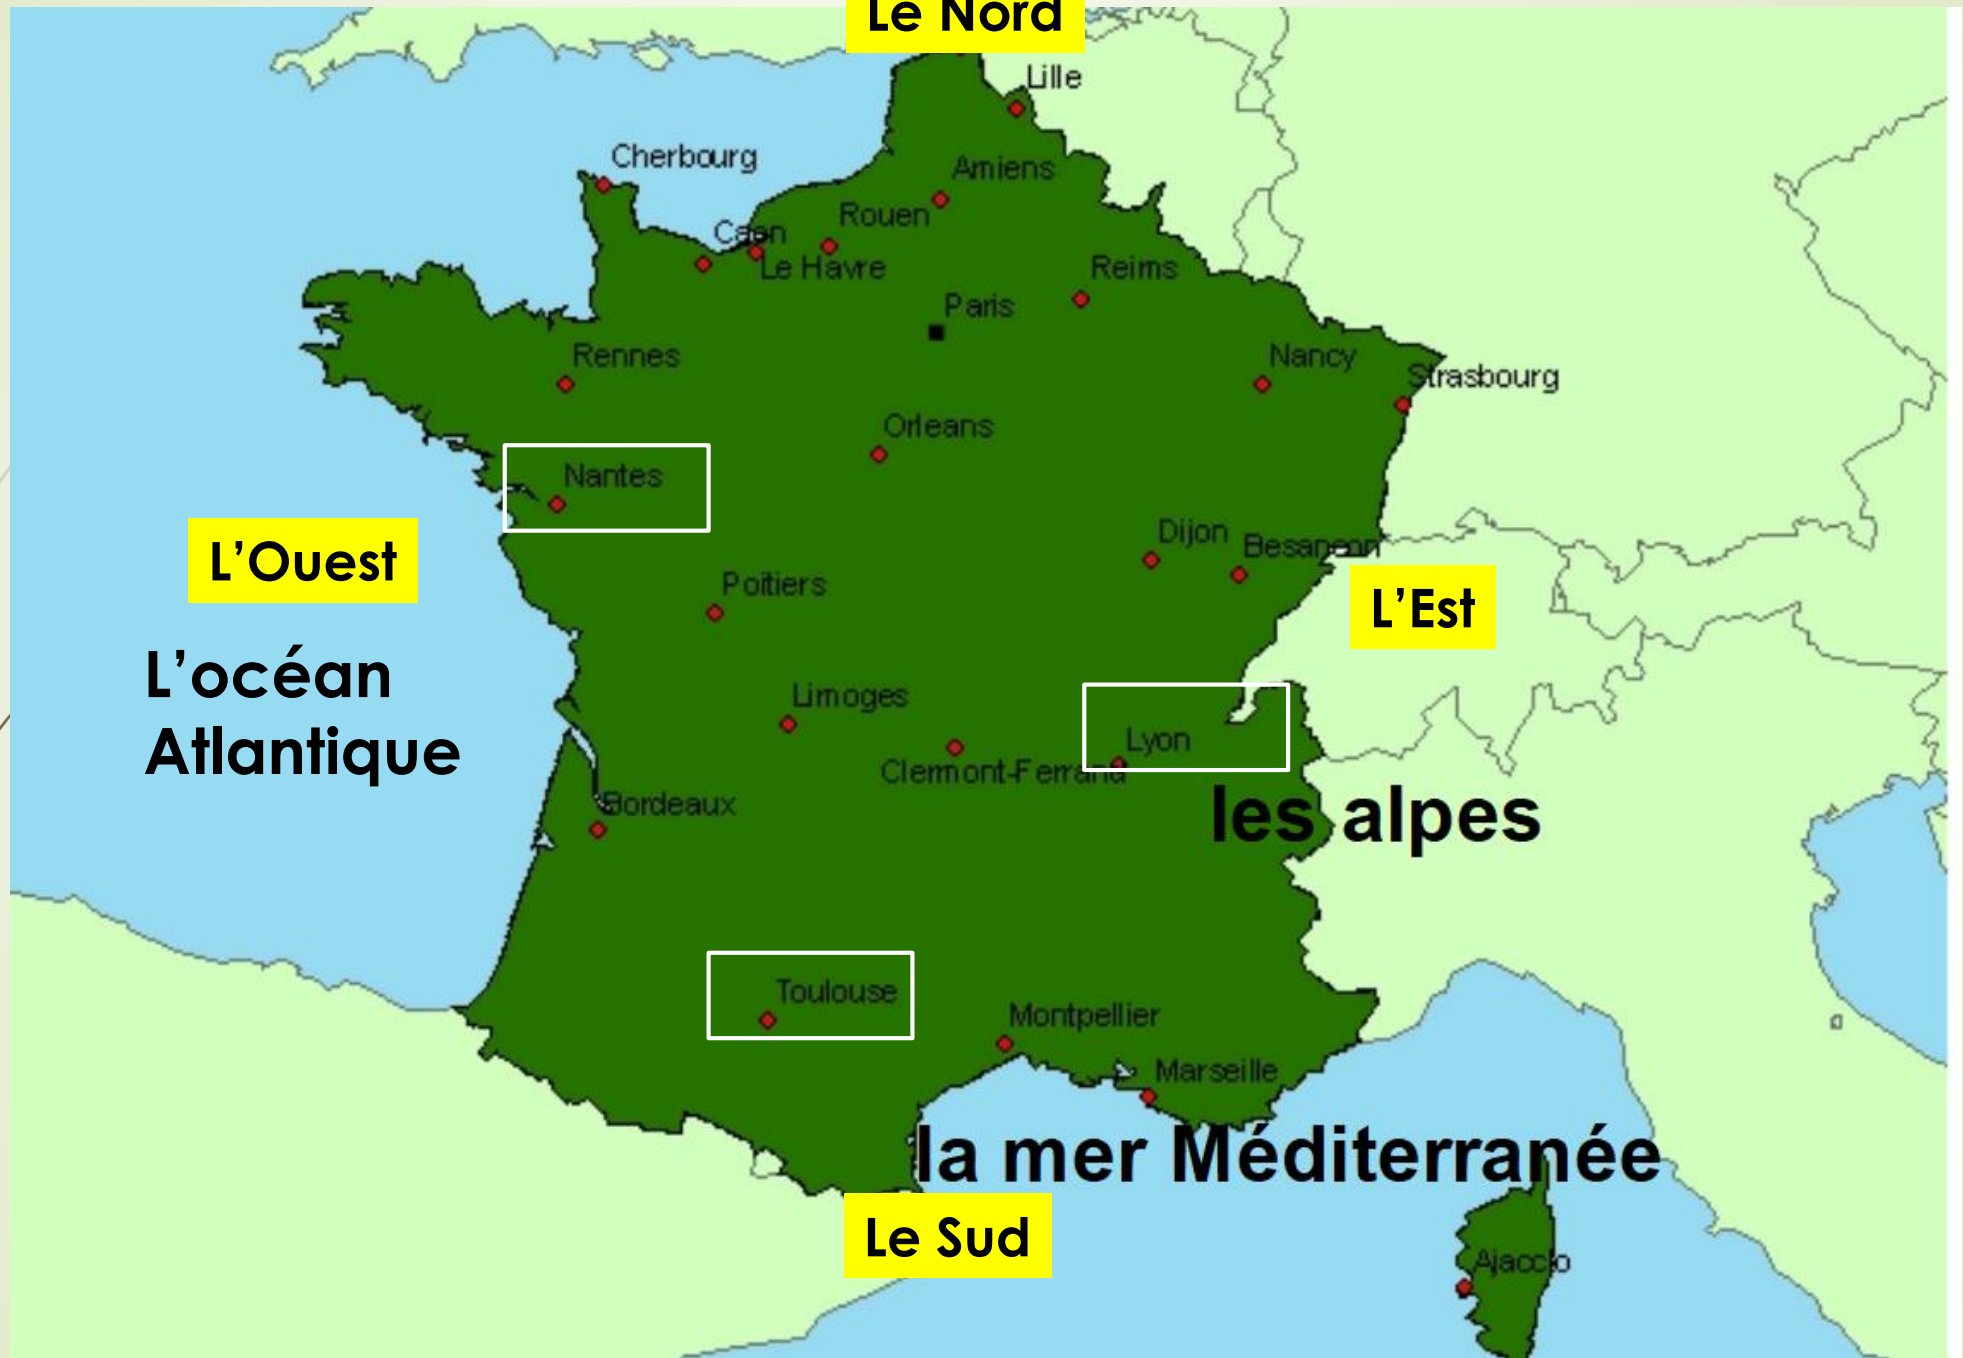 Le Nord
Lille
Cherbourg
Amiens
Rouen
Caen
Le Havre
Reims
Paris
Rennes
Nancy
Strasbourg
Orleans
Nantes
Dijon
Besancon
L'Ouest
L'Est
Poitiers
L'océan
Atlantique
Limoges
Lyon
Clermont-Ferrand
Bordeaux
les alpes
Toulouse
Montpellier
Marseille
la mer Méditerranée
Le Sud
Ajaccio